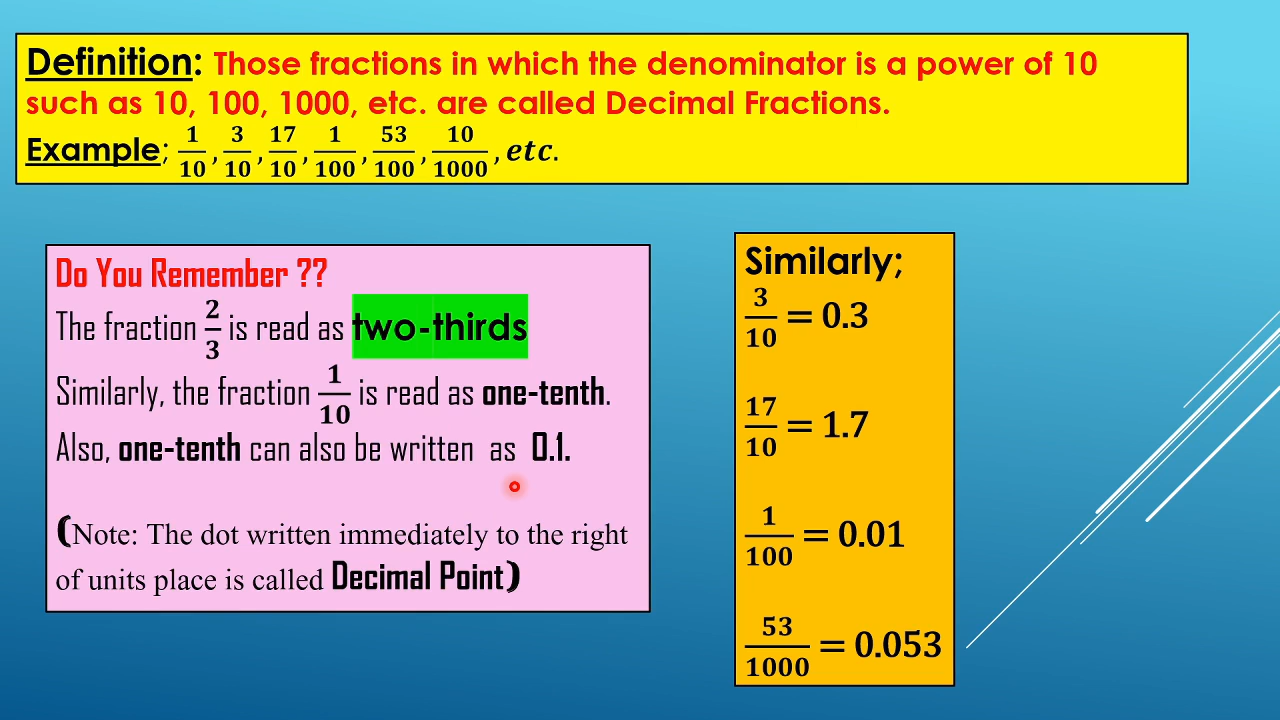 Definition: Those fractions in which the denominator is a power of 10
such as 10, 100, 1000, etc. are called Decimal Fractions.
Example; 1/10, 3/10, 17/10, 1/100, 53/100, 10/1000, etc.
Do You Remember ??
The fraction 2/3 is read as two-thirds
Similarly, the fraction 1/10 is read as one-tenth.
Also, one-tenth can also be written as 0.1.
(Note: The dot written immediately to the right
of units place is called Decimal Point)
Similarly;
3/10 = 0.3
17/10 = 1.7
1/100 = 0.01
53/1000 = 0.053